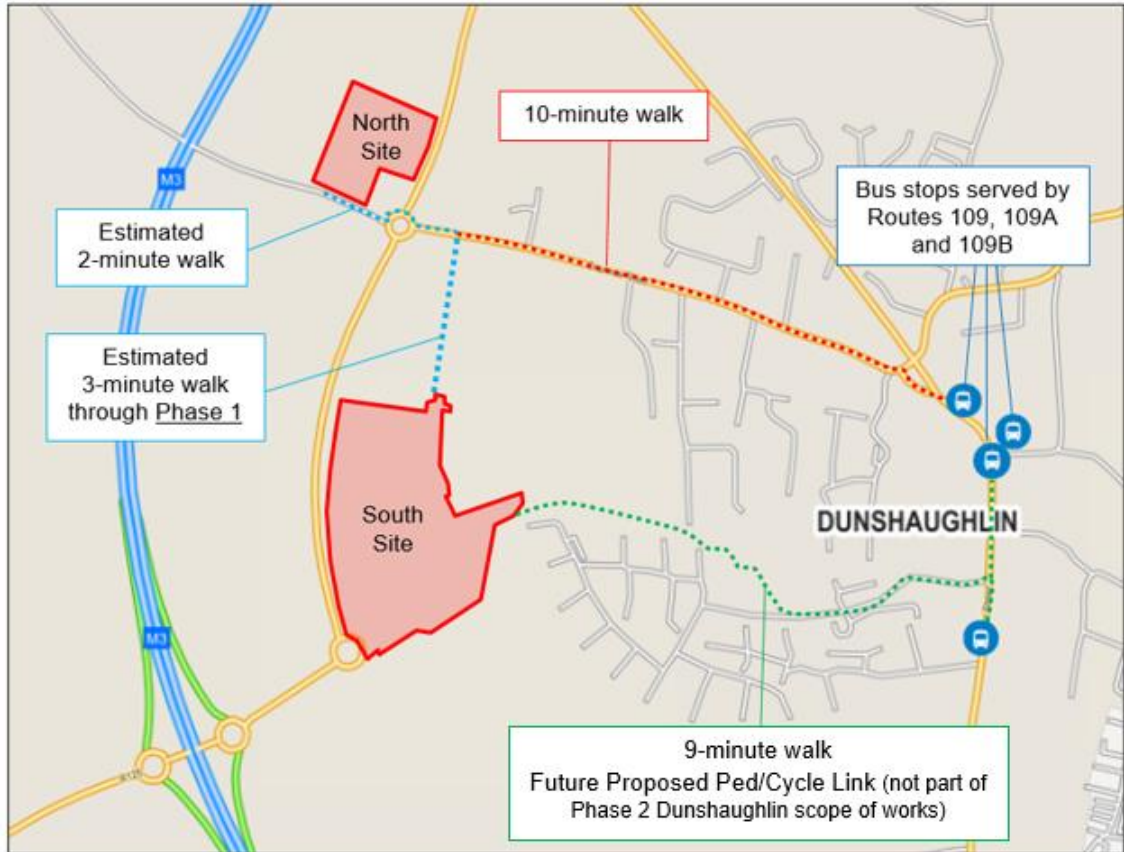 North
Site
10-minute walk
Bus stops served by
Routes 109, 109A
and 109B
M3
Estimated
2-minute walk
Estimated
3-minute walk
through Phase 1
South
Site
DUNSHAUGHLIN
M3
9-minute walk
Future Proposed Ped/Cycle Link (not part of
Phase 2 Dunshaughlin scope of works)
R125